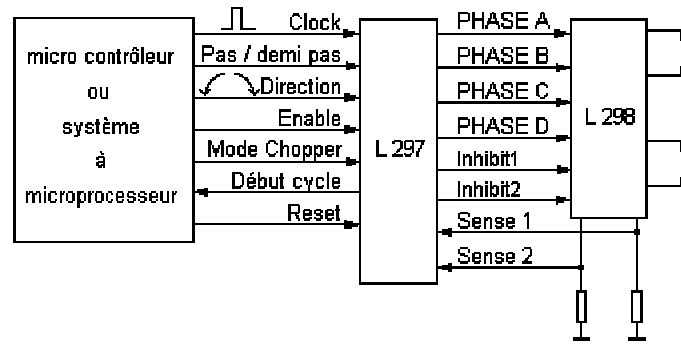 micro contrôleur
ou
système
à
microprocesseur
Clock
Pas / demi pas
Direction
Enable
Mode Chopper
Début cycle
Reset
L 297
PHASE A
PHASE B
PHASE C
PHASE D
Inhibit1
Inhibit2
Sense 1
Sense 2
L 298